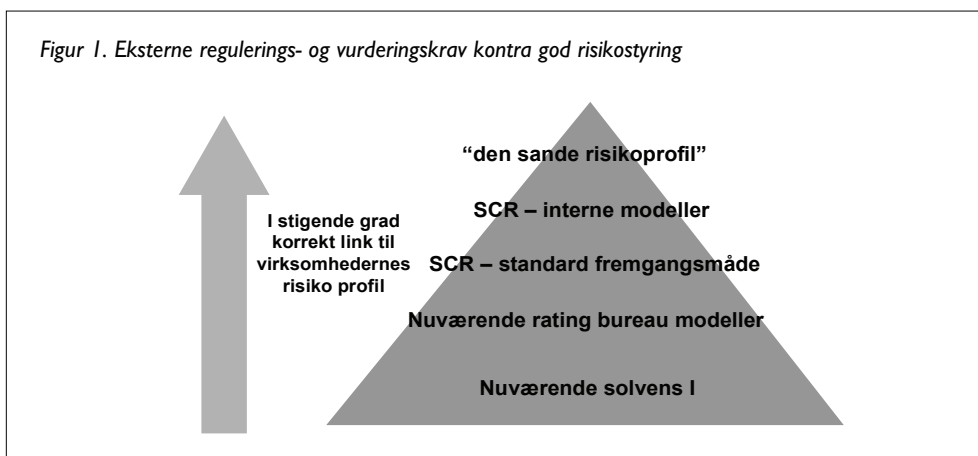 Figur 1. Eksterne regulerings- og vurderingskrav kontra god risikostyring
“den sande risikoprofil”
SCR – interne modeller
I stigende grad
korrekt link til
virksomhedernes
risiko profil
SCR – standard fremgangsmåde
Nuværende rating bureau modeller
Nuværende solvens I